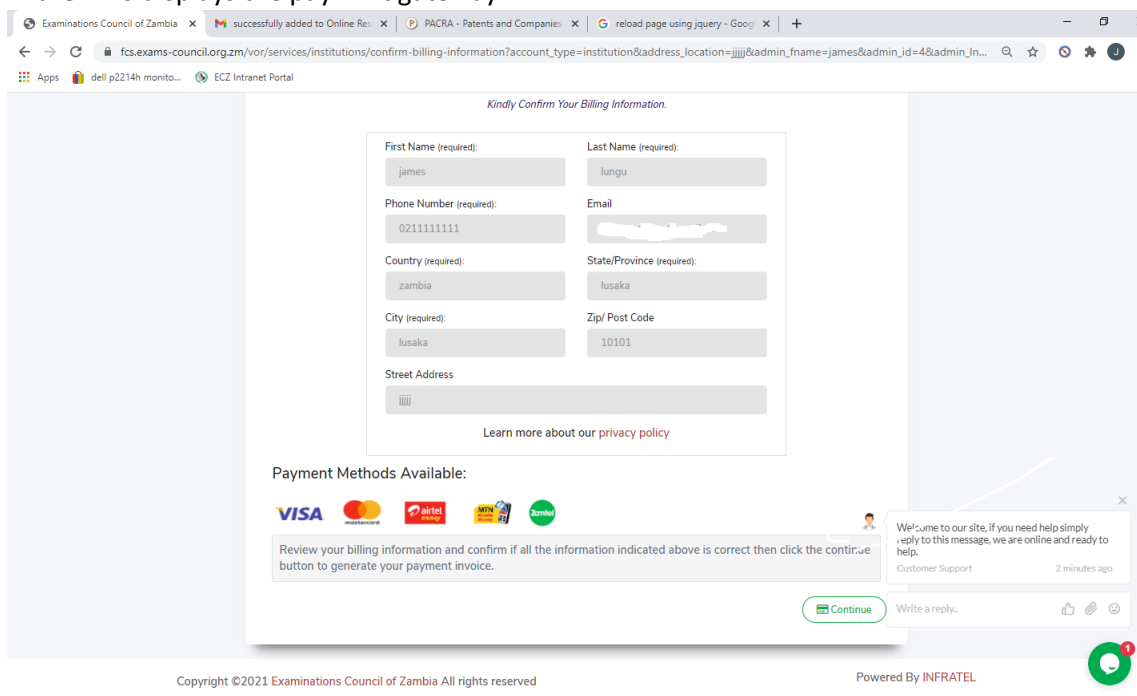 Examinations Council of Zambia
successfully added to Online Res
PACRA - Patents and Companies
reload page using jquery - Goog
fcs.exams-council.org.zm/vor/services/institutions/confirm-billing-information?account_type=institution&address_location=jjjjj&admin_fname=james&admin_id=4&admin_ln...
Apps dell p2214h monito... ECZ Intranet Portal
Kindly Confirm Your Billing Information.
First Name (required): Last Name (required):
james lungu
Phone Number (required): Email
0211111111
Country (required): State/Province (required):
zambia lusaka
City (required): Zip/ Post Code
lusaka 10101
Street Address
jjjjj
Learn more about our privacy policy
Payment Methods Available:
VISA mastercard airtel money MTN Zamtel
Review your billing information and confirm if all the information indicated above is correct then click the continue
button to generate your payment invoice.
Continue
Welcome to our site, if you need help simply
reply to this message, we are online and ready to
help.
Customer Support 2 minutes ago
Write a reply..
1
Copyright ©2021 Examinations Council of Zambia All rights reserved
Powered By INFRATEL